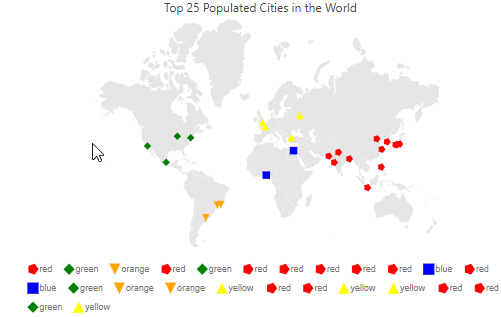 Top 25 Populated Cities in the World
red green orange red green red red red red red blue red
blue green orange orange yellow red red yellow yellow red red
green yellow